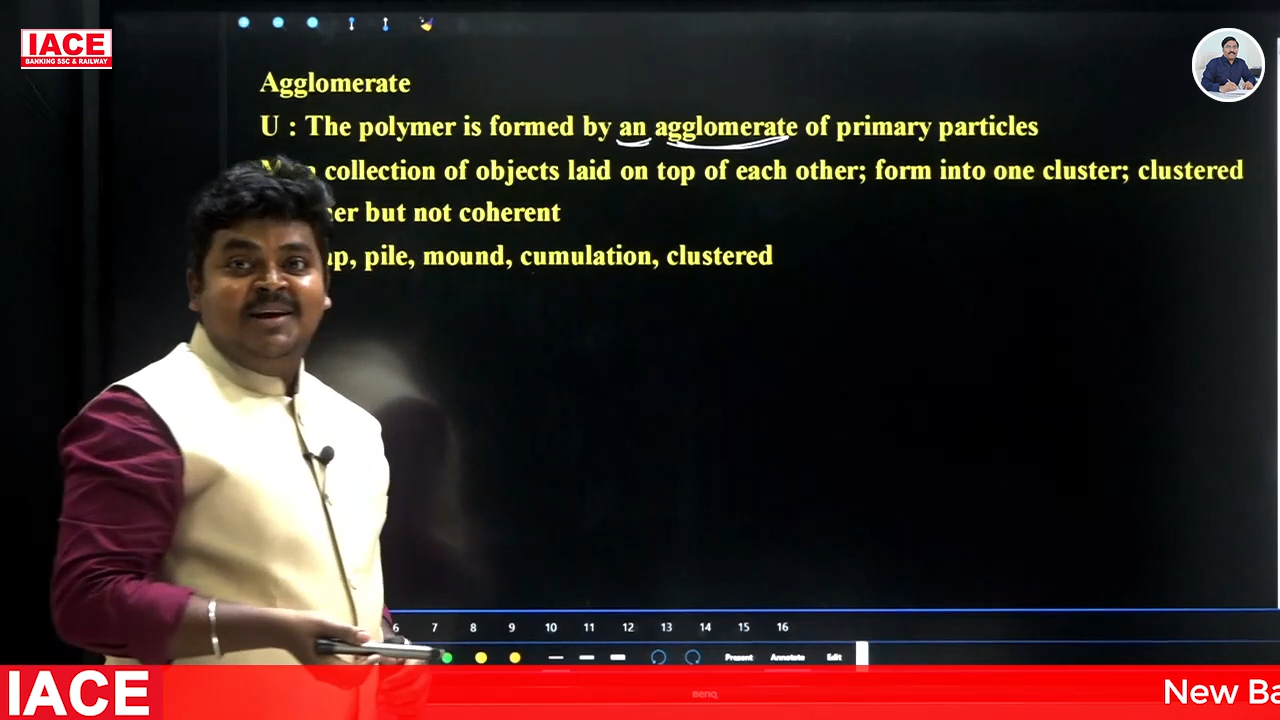 IACE
BANKING SSC & RAILWAY
Agglomerate
U : The polymer is formed by an agglomerate of primary particles
collection of objects laid on top of each other; form into one cluster; clustered
but not coherent
pile, mound, cumulation, clustered
6 7 8 9 10 11 12 13 14 15 16
Present Annotate Edit
BenQ
IACE
New Ba